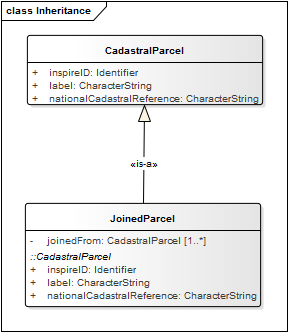 class Inheritance
CadastralParcel
+ inspireID: Identifier
+ label: CharacterString
+ nationalCadastralReference: CharacterString
«is-a»
JoinedParcel
- joinedFrom: CadastralParcel [1..*]
::CadastralParcel
+ inspireID: Identifier
+ label: CharacterString
+ nationalCadastralReference: CharacterString